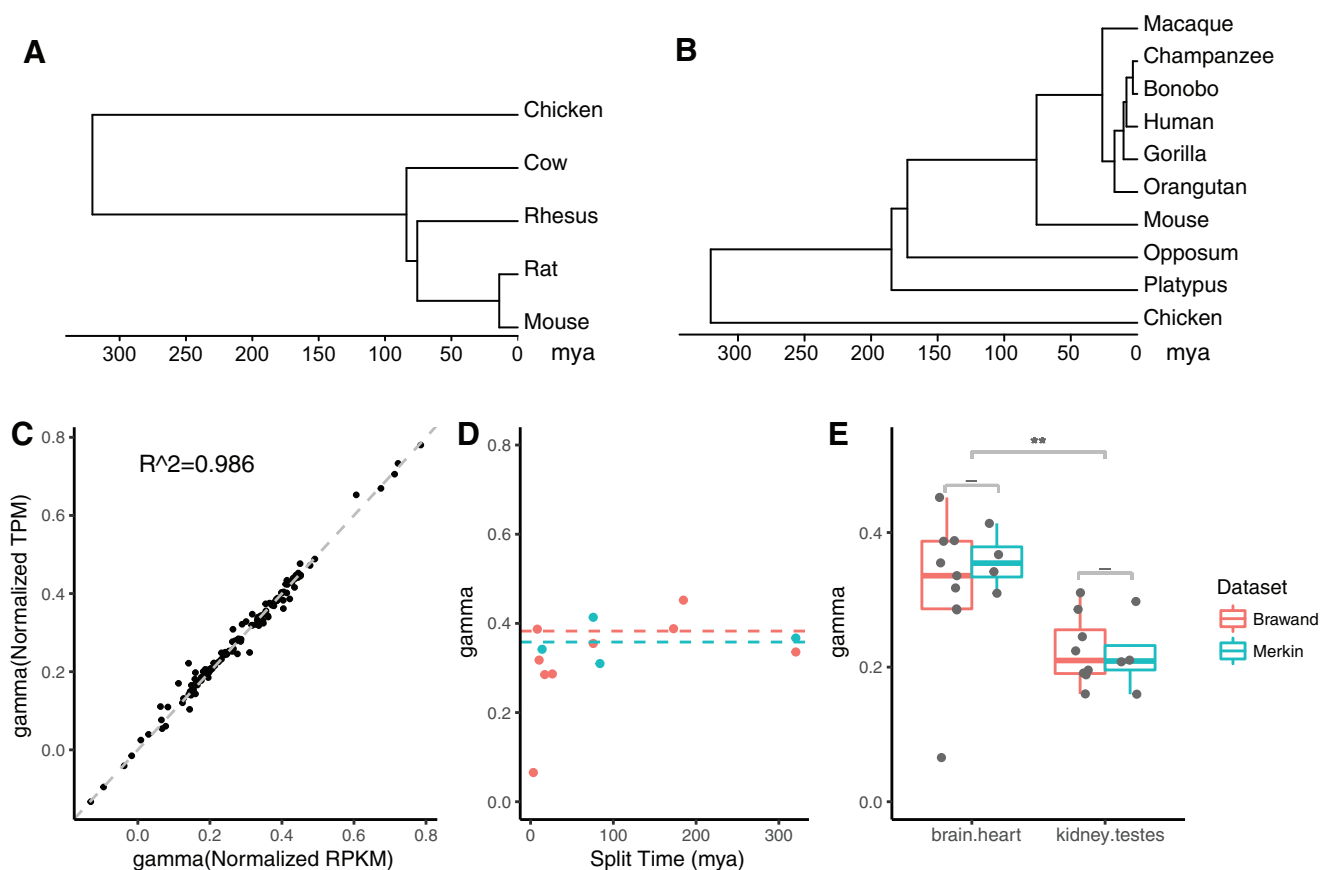 A
Chicken
Cow
Rhesus
Rat
Mouse
300 250 200 150 100 50 0 mya
B
Macaque
Champanzee
Bonobo
Human
Gorilla
Orangutan
Mouse
Opposum
Platypus
Chicken
300 200 150 100 50 0 mya
C
R^2=0.986
gamma(Normalized TPM)
0.8
0.6
0.4
0.2
0.0
0.0 0.2 0.4 0.6 0.8
gamma(Normalized RPKM)
D
gamma
0.8
0.6
0.4
0.2
0.0
0 100 200 300
Split Time (mya)
E
gamma
0.4
0.2
0.0
**
–
–
brain.heart kidney.testes
Dataset
Brawand
Merkin